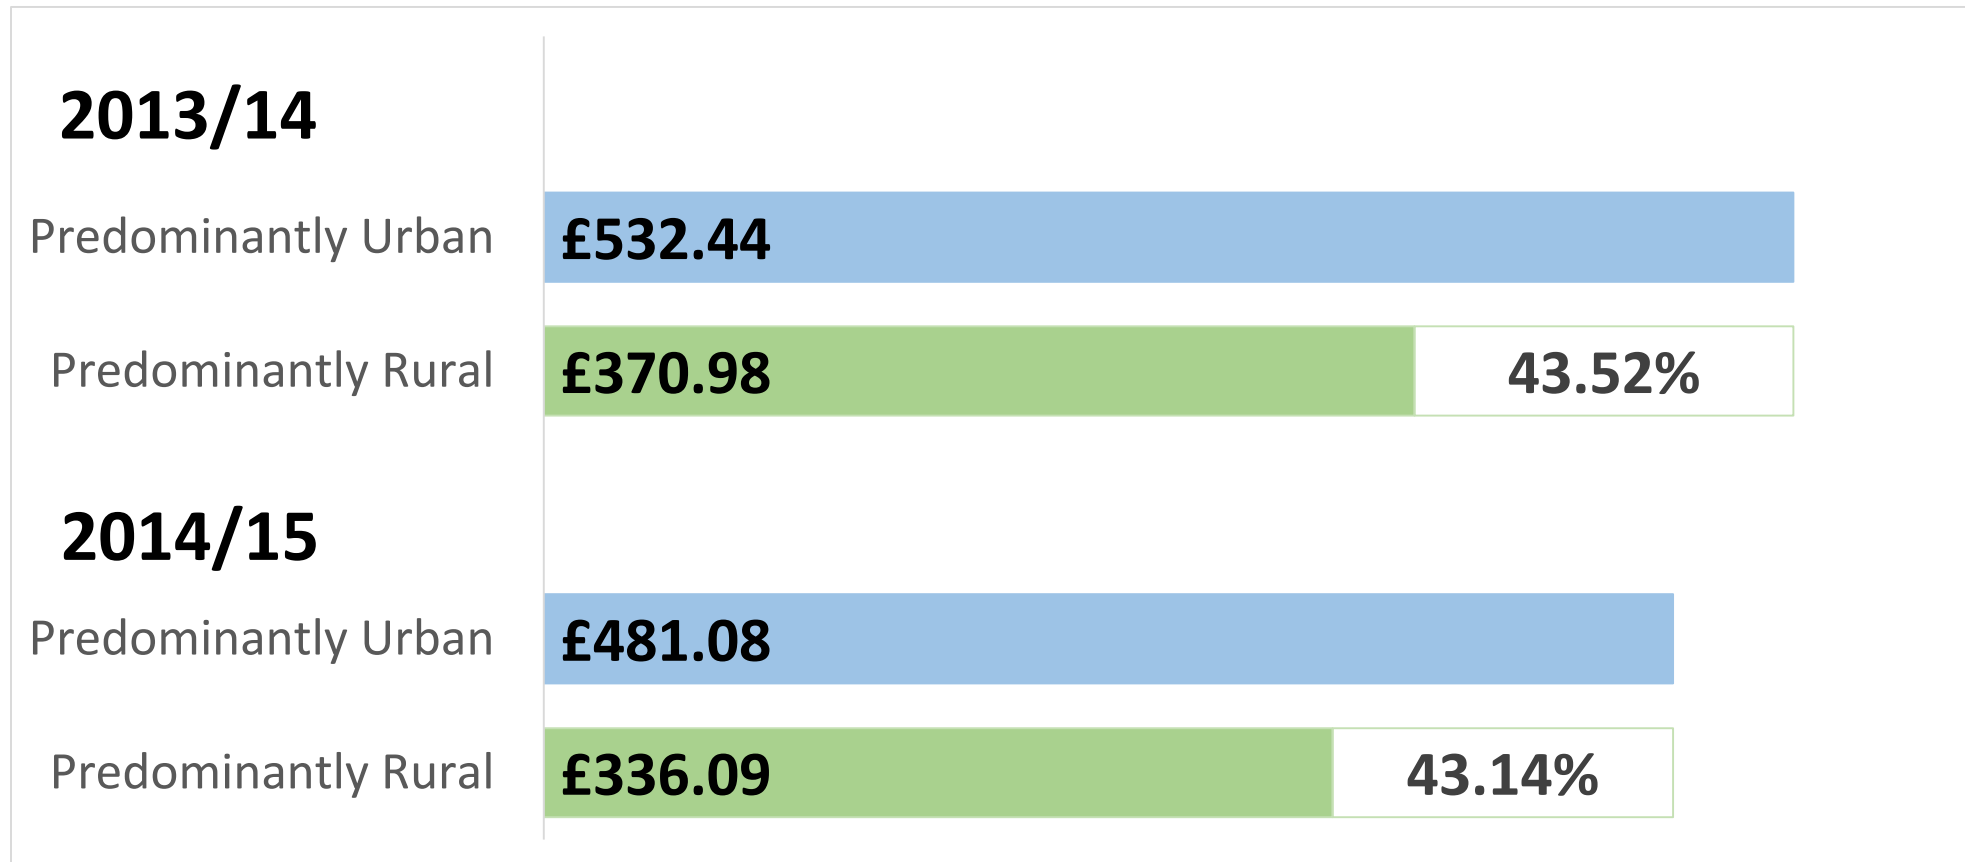 2013/14
Predominantly Urban £532.44
Predominantly Rural £370.98 43.52%
2014/15
Predominantly Urban £481.08
Predominantly Rural £336.09 43.14%